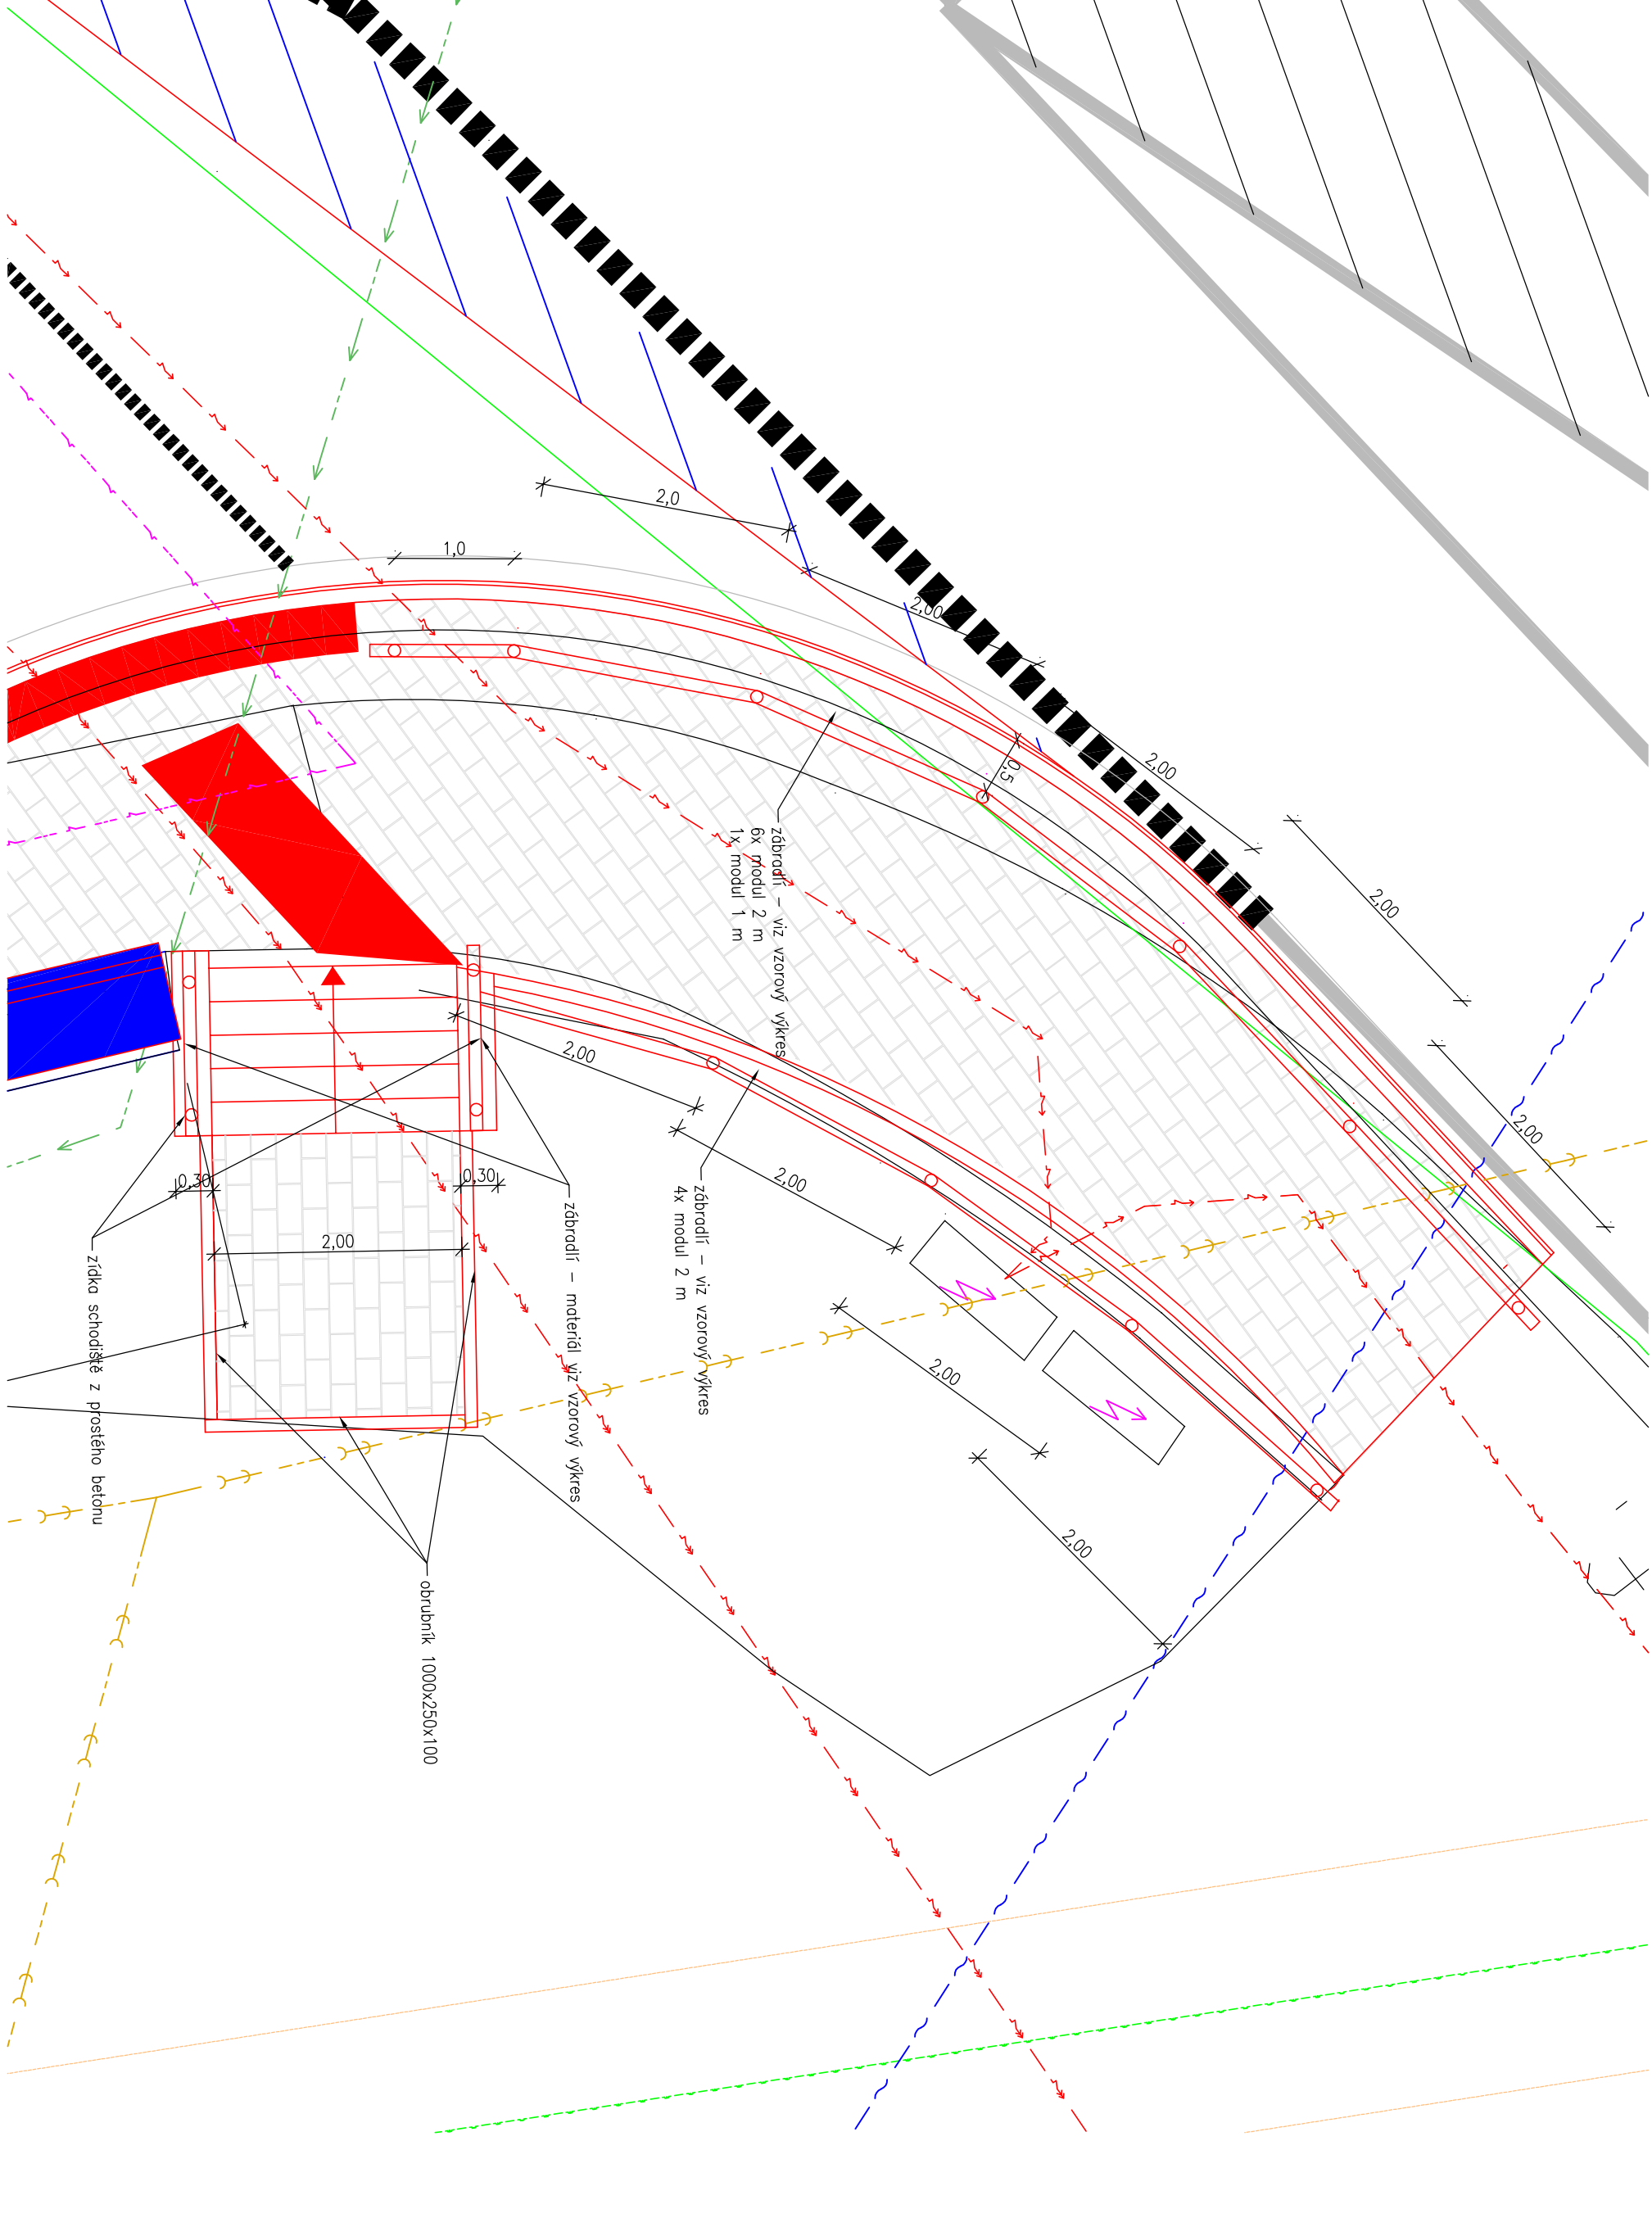 2,0
1,0
2,00
0,5
2,00
2,00
2,00
zábradlí – viz vzorový výkres
6x modul 2 m
1x modul 1 m
2,00
2,00
2,00
2,00
zábradlí – viz vzorový výkres
4x modul 2 m
0,30
0,30
2,00
zábradlí – materiál viz vzorový výkres
zídka schodiště z prostého betonu
obrubník 1000x250x100